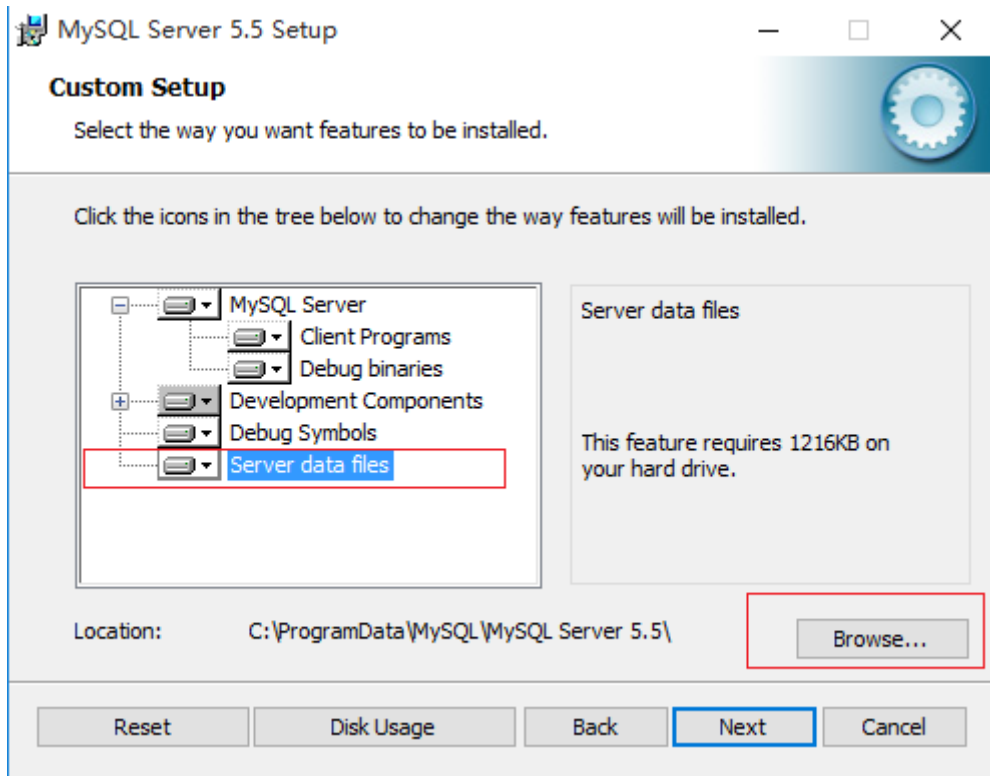 MySQL Server 5.5 Setup
Custom Setup
Select the way you want features to be installed.
Click the icons in the tree below to change the way features will be installed.
MySQL Server
Client Programs
Debug binaries
Development Components
Debug Symbols
Server data files
Server data files
This feature requires 1216KB on
your hard drive.
Location: C:\ProgramData\MySQL\MySQL Server 5.5\
Browse...
Reset Disk Usage Back Next Cancel